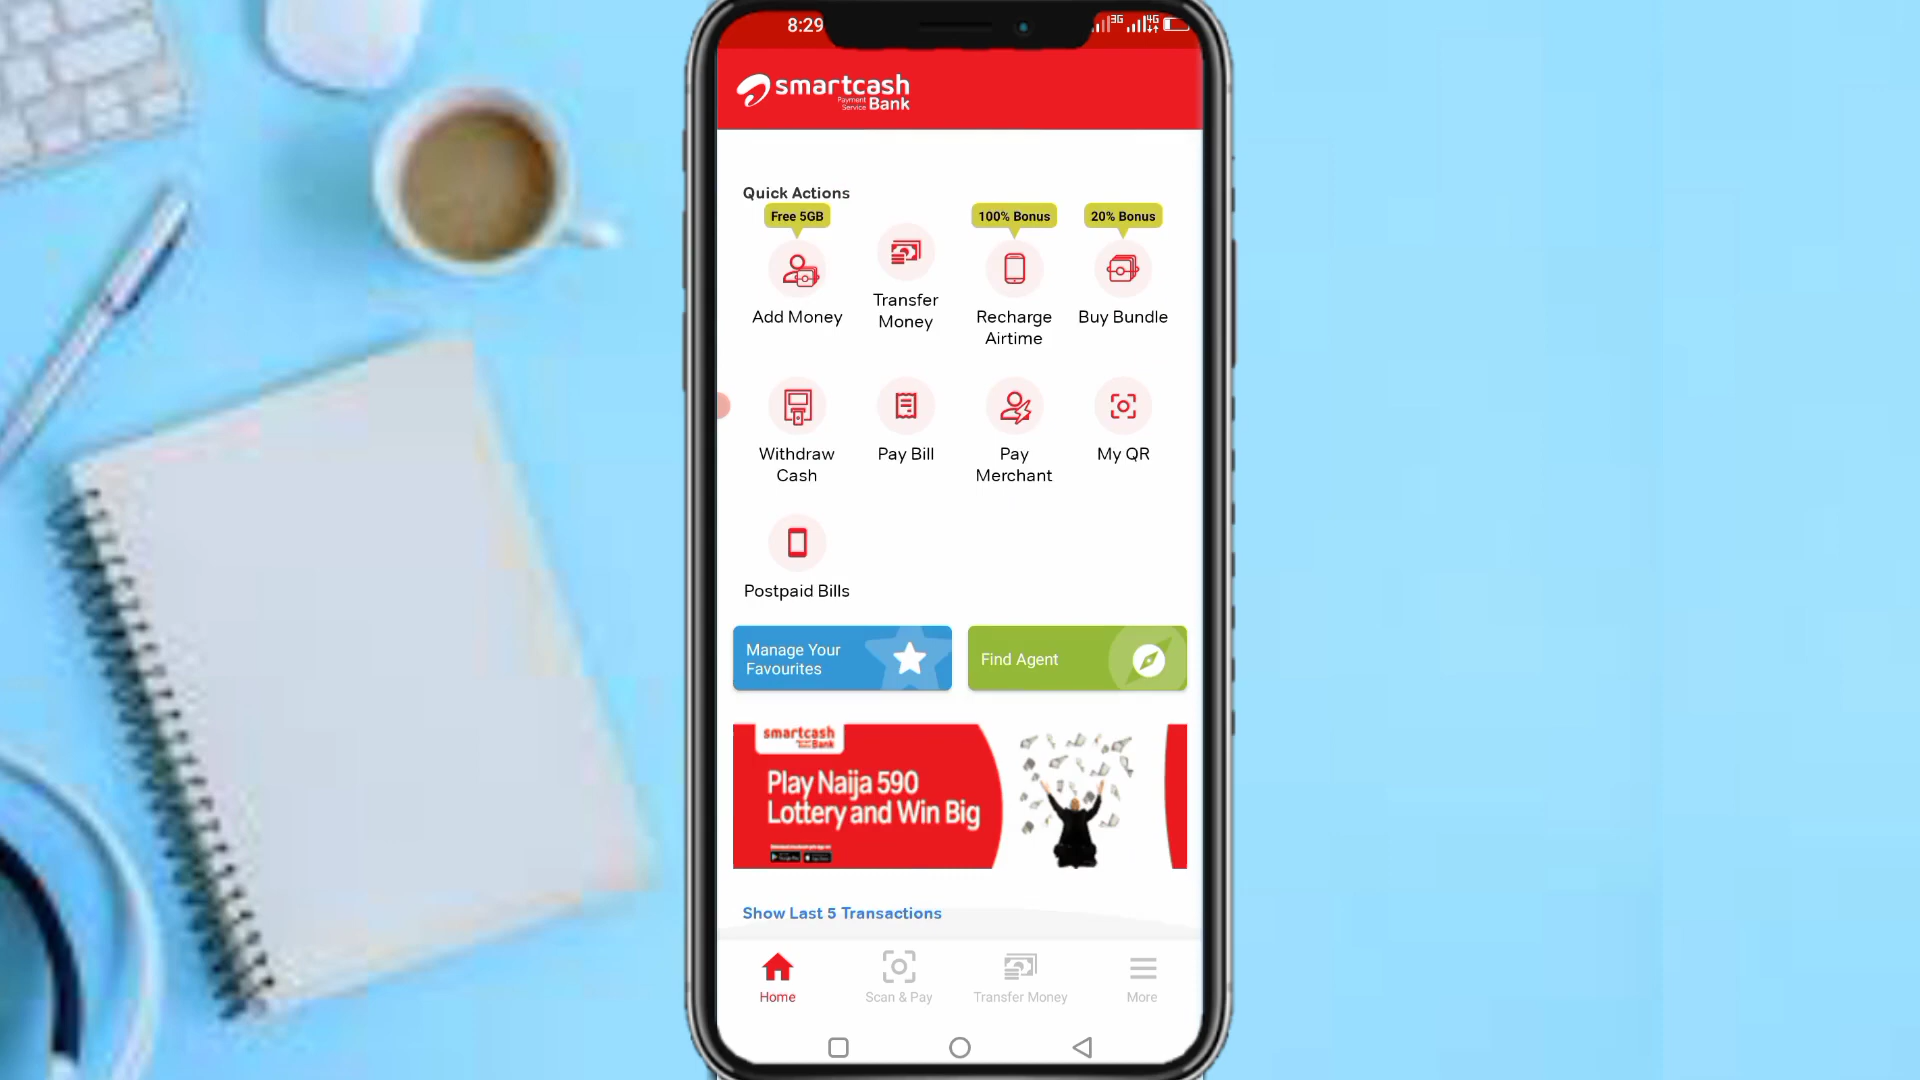 8:29
3G 4G
smartcash
Payment Service Bank
Quick Actions
Free 5GB
100% Bonus
20% Bonus
Add Money
Transfer Money
Recharge Airtime
Buy Bundle
Withdraw Cash
Pay Bill
Pay Merchant
My QR
Postpaid Bills
Manage Your
Favourites
Find Agent
smartcash
Bank
Play Naija 590
Lottery and Win Big
Show Last 5 Transactions
Home
Scan & Pay
Transfer Money
More